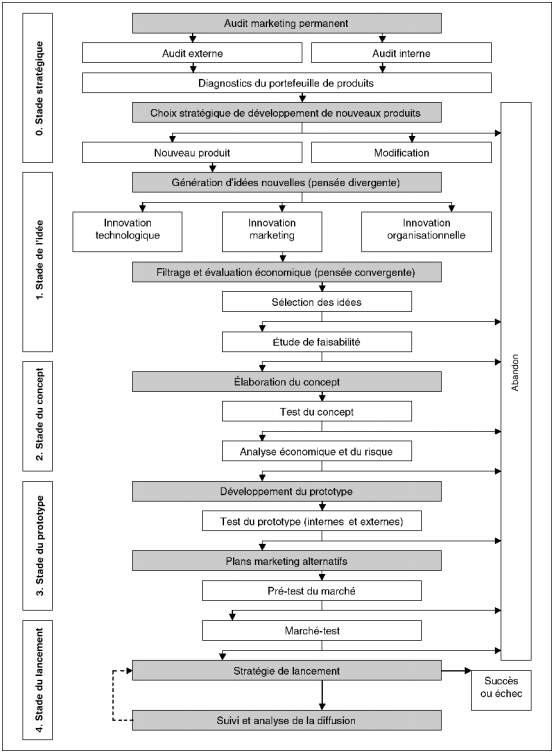 Audit marketing permanent
Audit externe
Audit interne
Diagnostics du portefeuille de produits
0. Stade stratégique
Choix stratégique de développement de nouveaux produits
Nouveau produit
Modification
Génération d'idées nouvelles (pensée divergente)
Innovation
technologique
Innovation
marketing
Innovation
organisationnelle
1. Stade de l'idée
Filtrage et évaluation économique (pensée convergente)
Sélection des idées
Étude de faisabilité
Abandon
Élaboration du concept
Test du concept
2. Stade du concept
Analyse économique et du risque
Développement du prototype
Test du prototype (internes et externes)
3. Stade du prototype
Plans marketing alternatifs
Pré-test du marché
Marché-test
4. Stade du lancement
Stratégie de lancement
Succès
ou échec
Suivi et analyse de la diffusion